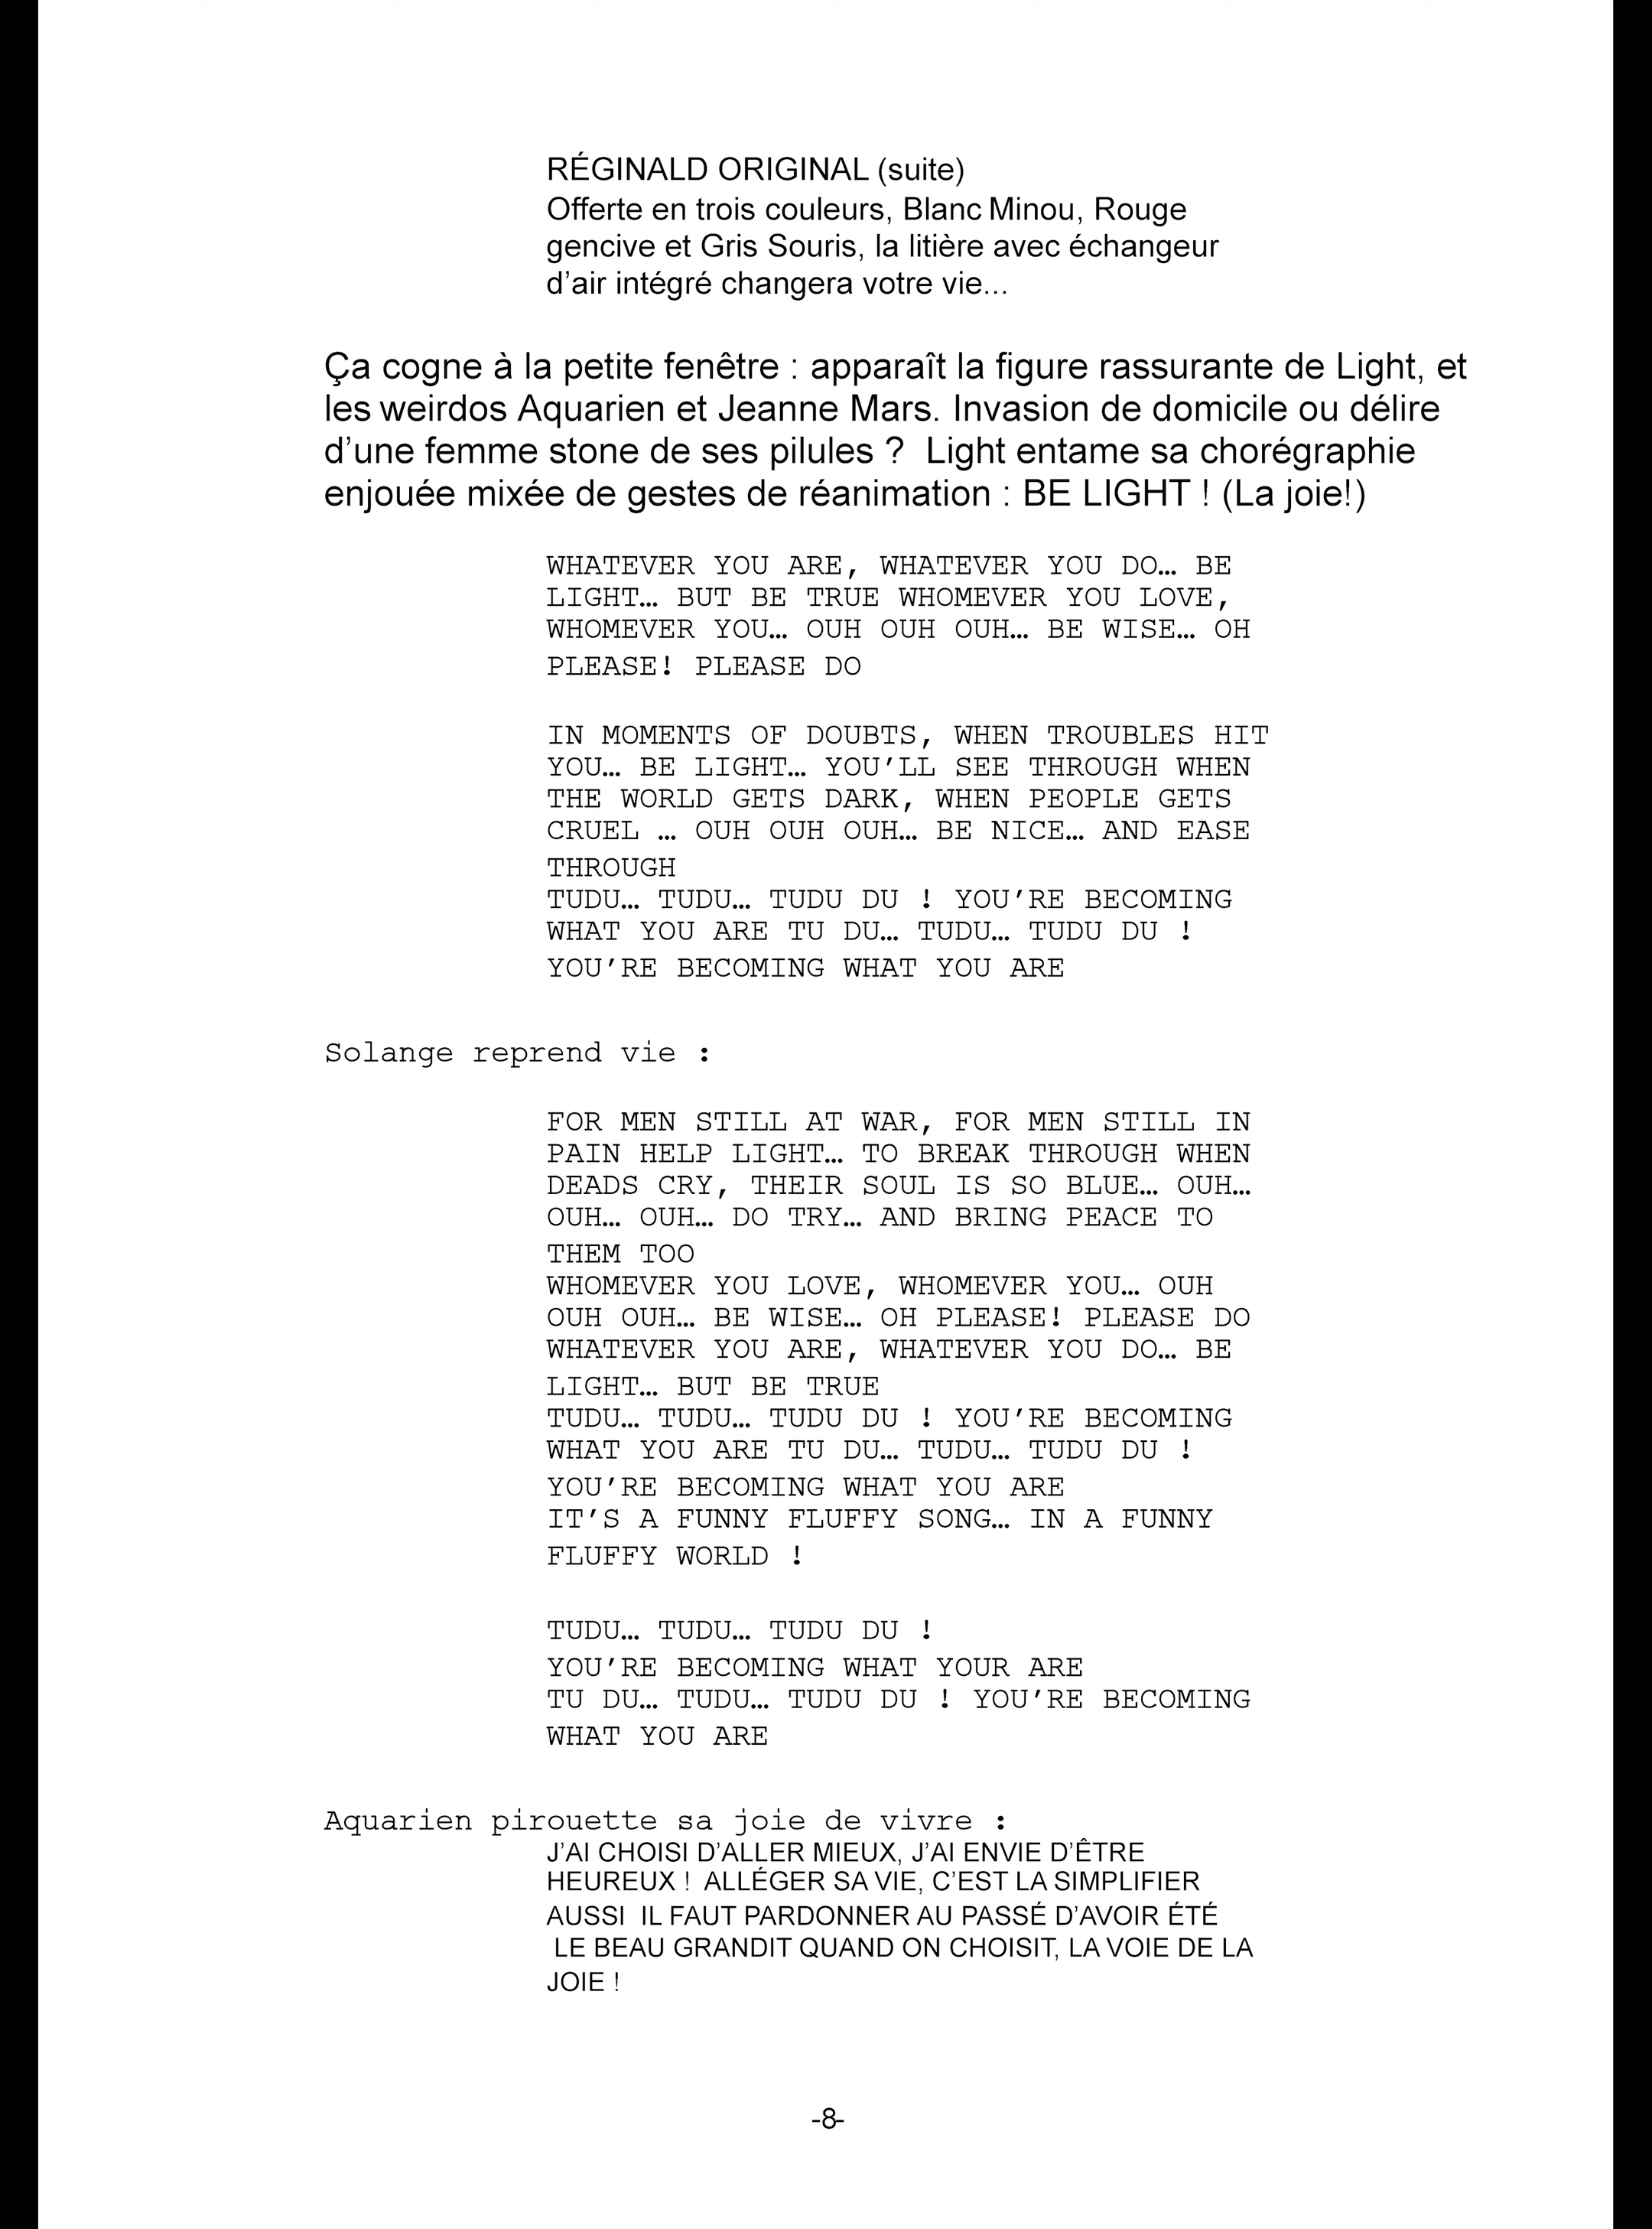 RÉGINALD ORIGINAL (suite)
Offerte en trois couleurs, Blanc Minou, Rouge
gencive et Gris Souris, la litière avec échangeur
d’air intégré changera votre vie...
Ça cogne à la petite fenêtre : apparaît la figure rassurante de Light, et
les weirdos Aquarien et Jeanne Mars. Invasion de domicile ou délire
d’une femme stone de ses pilules ?  Light entame sa chorégraphie
enjouée mixée de gestes de réanimation : BE LIGHT ! (La joie!)
WHATEVER YOU ARE, WHATEVER YOU DO… BE
LIGHT… BUT BE TRUE WHOMEVER YOU LOVE,
WHOMEVER YOU… OUH OUH OUH… BE WISE… OH
PLEASE! PLEASE DO
IN MOMENTS OF DOUBTS, WHEN TROUBLES HIT
YOU… BE LIGHT… YOU’LL SEE THROUGH WHEN
THE WORLD GETS DARK, WHEN PEOPLE GETS
CRUEL … OUH OUH OUH… BE NICE… AND EASE
THROUGH
TUDU… TUDU… TUDU DU ! YOU’RE BECOMING
WHAT YOU ARE TU DU… TUDU… TUDU DU !
YOU’RE BECOMING WHAT YOU ARE
Solange reprend vie :
FOR MEN STILL AT WAR, FOR MEN STILL IN
PAIN HELP LIGHT… TO BREAK THROUGH WHEN
DEADS CRY, THEIR SOUL IS SO BLUE… OUH…
OUH… OUH… DO TRY… AND BRING PEACE TO
THEM TOO
WHOMEVER YOU LOVE, WHOMEVER YOU… OUH
OUH OUH… BE WISE… OH PLEASE! PLEASE DO
WHATEVER YOU ARE, WHATEVER YOU DO… BE
LIGHT… BUT BE TRUE
TUDU… TUDU… TUDU DU ! YOU’RE BECOMING
WHAT YOU ARE TU DU… TUDU… TUDU DU !
YOU’RE BECOMING WHAT YOU ARE
IT’S A FUNNY FLUFFY SONG… IN A FUNNY
FLUFFY WORLD !
TUDU… TUDU… TUDU DU !
YOU’RE BECOMING WHAT YOUR ARE
TU DU… TUDU… TUDU DU ! YOU’RE BECOMING
WHAT YOU ARE
Aquarien pirouette sa joie de vivre :
J’AI CHOISI D’ALLER MIEUX, J’AI ENVIE D’ÊTRE
HEUREUX !  ALLÉGER SA VIE, C’EST LA SIMPLIFIER
AUSSI  IL FAUT PARDONNER AU PASSÉ D’AVOIR ÉTÉ
LE BEAU GRANDIT QUAND ON CHOISIT, LA VOIE DE LA
JOIE !
-8-